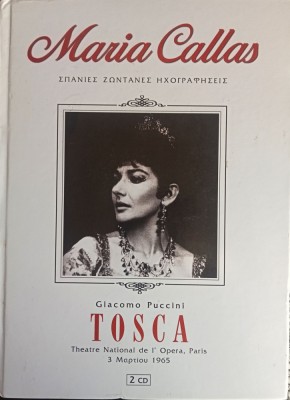 Maria Callas
ΣΠΑΝΙΕΣ ΖΩΝΤΑΝΕΣ ΗΧΟΓΡΑΦΗΣΕΙΣ
Giacomo Puccini
TOSCA
Theatre National de l' Opera, Paris
3 Μαρτίου 1965
2 CD